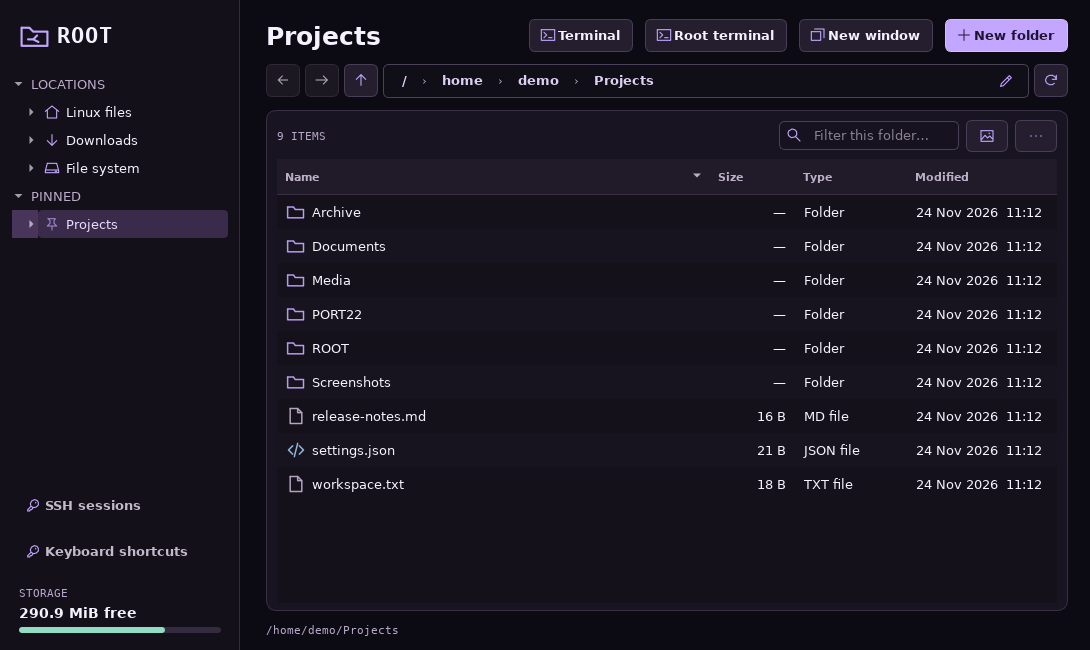 ROOT
LOCATIONS
Linux files
Downloads
File system
PINNED
Projects
SSH sessions
Keyboard shortcuts
STORAGE
290.9 MiB free
Projects
Terminal
Root terminal
New window
New folder
/ › home › demo › Projects
9 ITEMS
Filter this folder...
Name Size Type Modified
Archive — Folder 24 Nov 2026 11:12
Documents — Folder 24 Nov 2026 11:12
Media — Folder 24 Nov 2026 11:12
PORT22 — Folder 24 Nov 2026 11:12
ROOT — Folder 24 Nov 2026 11:12
Screenshots — Folder 24 Nov 2026 11:12
release-notes.md 16 B MD file 24 Nov 2026 11:12
settings.json 21 B JSON file 24 Nov 2026 11:12
workspace.txt 18 B TXT file 24 Nov 2026 11:12
/home/demo/Projects